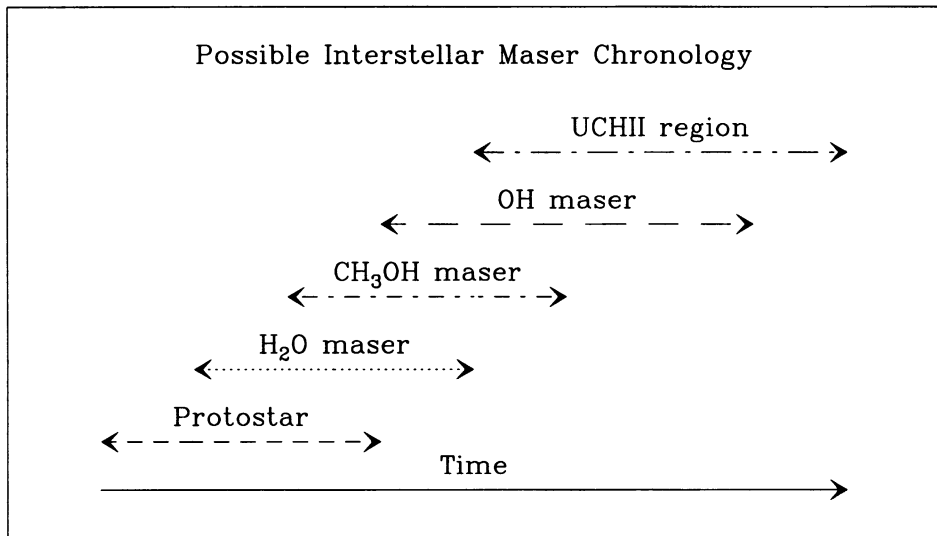 Possible Interstellar Maser Chronology
UCHII region
OH maser
CH₃OH maser
H₂O maser
Protostar
Time